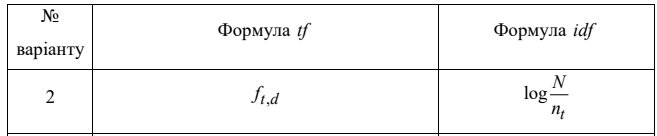 № варіанту	Формула tf	Формула idf
2	f_{t,d}	log N/n_t